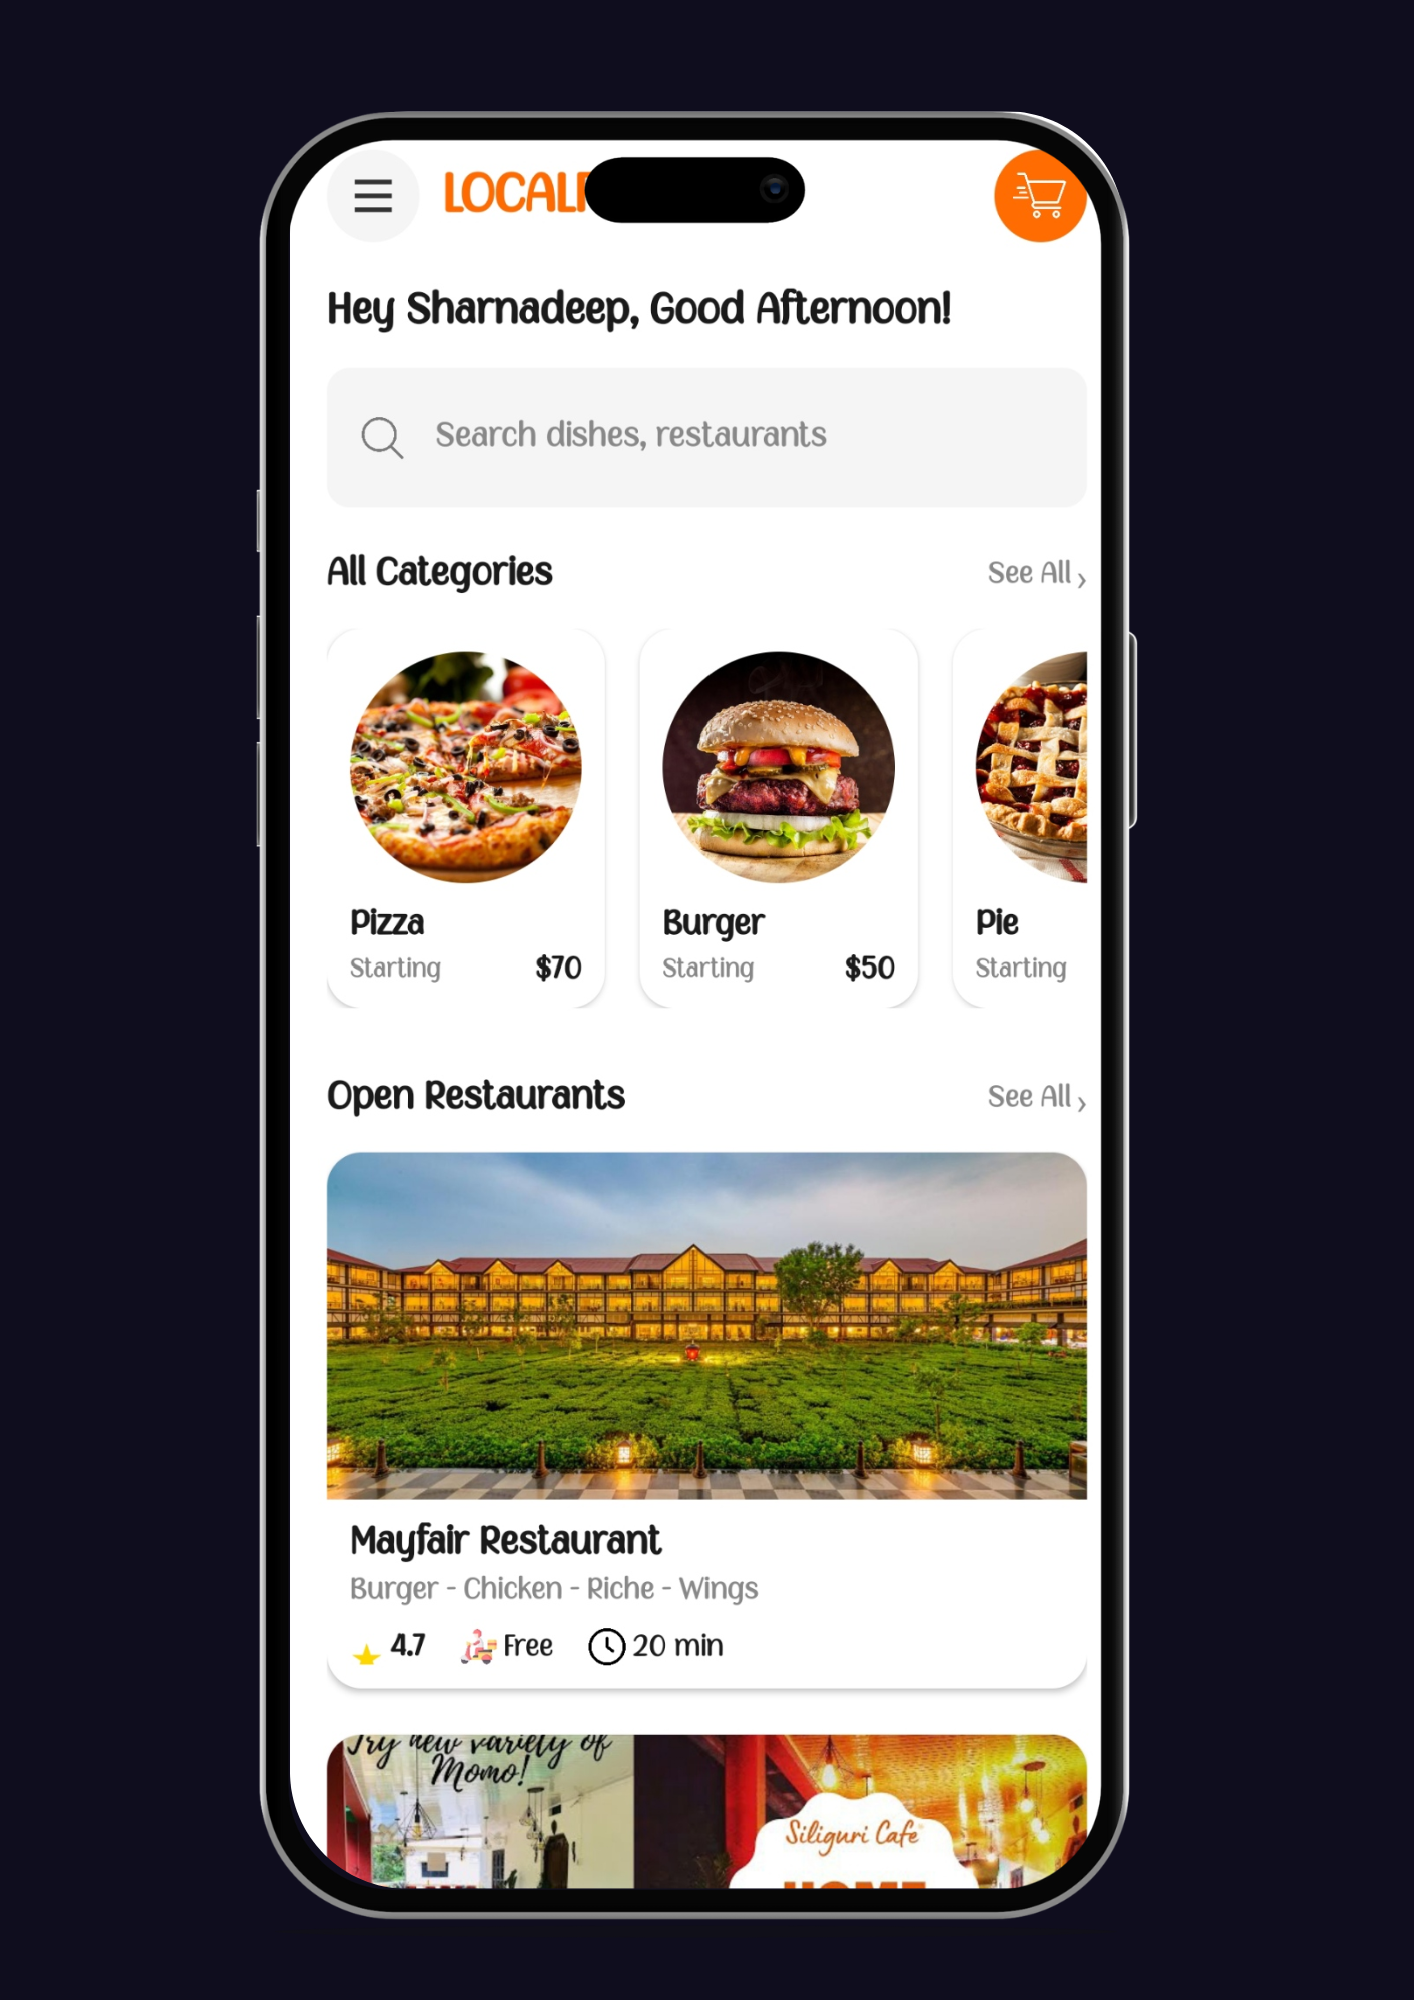 Hey Sharnadeep, Good Afternoon!
Search dishes, restaurants
All Categories
See All ›
Pizza
Starting $70
Burger
Starting $50
Pie
Starting
Open Restaurants
See All ›
Mayfair Restaurant
Burger - Chicken - Riche - Wings
4.7 Free 20 min
Try new variety of
Momo!
Siliguri Cafe
HOME